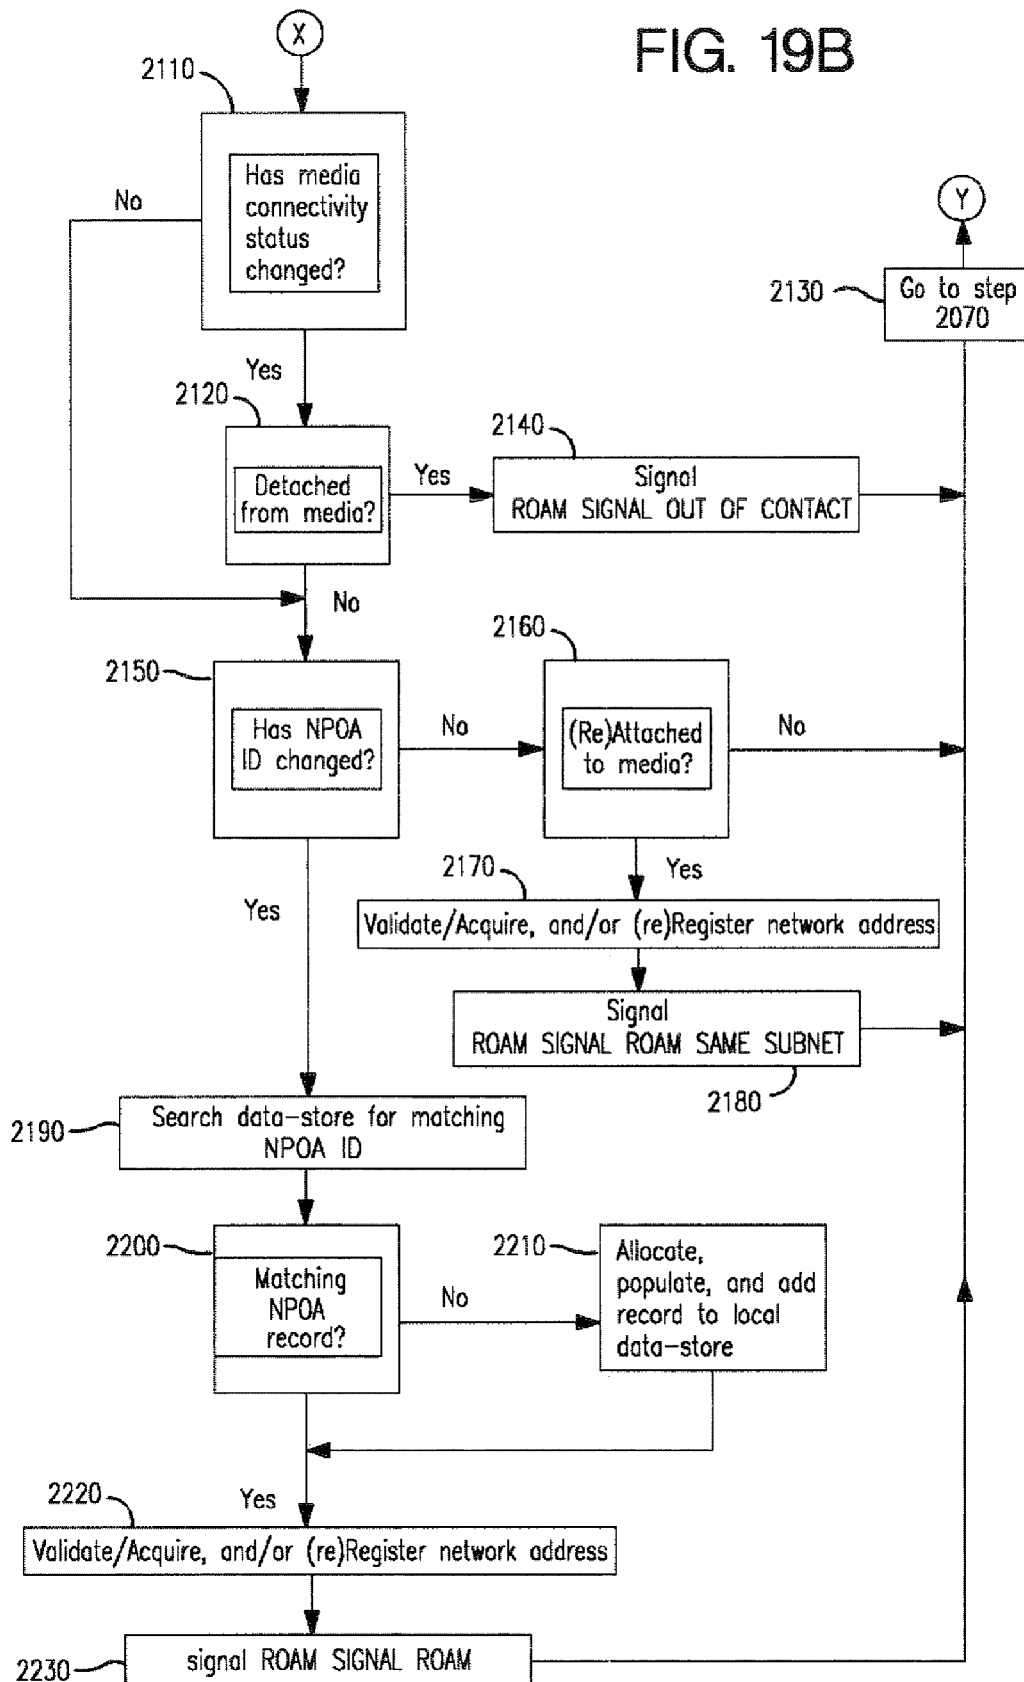 FIG. 19B
X
2110
Has media
connectivity
status
changed?
No
Yes
Y
2130
Go to step
2070
2120
Detached
from media?
Yes
2140
Signal
ROAM SIGNAL OUT OF CONTACT
No
2150
Has NPOA
ID changed?
No
2160
(Re)Attached
to media?
No
Yes
2170
Validate/Acquire, and/or (re)Register network address
Signal
ROAM SIGNAL ROAM SAME SUBNET
2180
Yes
2190
Search data-store for matching
NPOA ID
2200
Matching
NPOA
record?
No
2210
Allocate,
populate, and add
record to local
data-store
Yes
2220
Validate/Acquire, and/or (re)Register network address
2230
signal ROAM SIGNAL ROAM